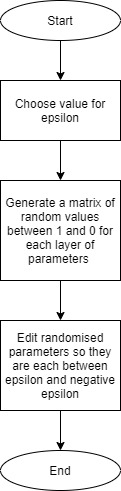 Start
Choose value for
epsilon
Generate a matrix of
random values
between 1 and 0 for
each layer of
parameters
Edit randomised
parameters so they
are each between
epsilon and negative
epsilon
End